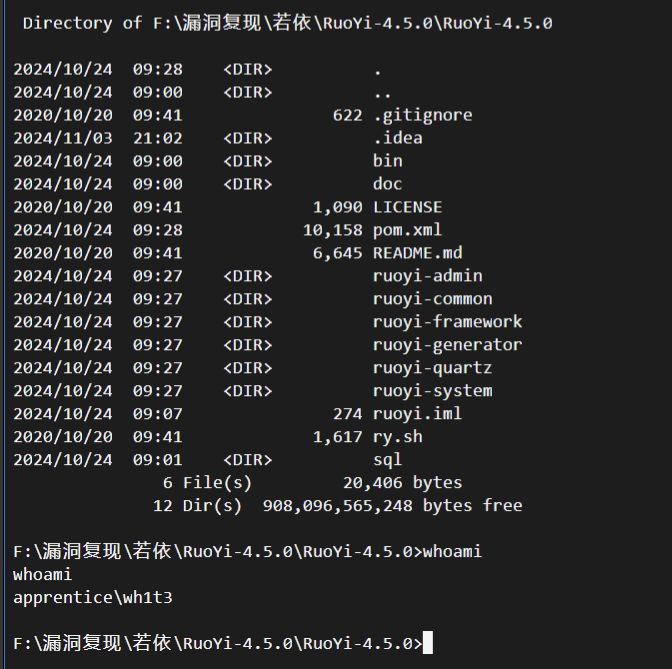 Directory of F:\漏洞复现\若依\RuoYi-4.5.0\RuoYi-4.5.0
2024/10/24  09:28    <DIR>          .
2024/10/24  09:00    <DIR>          ..
2020/10/20  09:41               622 .gitignore
2024/11/03  21:02    <DIR>          .idea
2024/10/24  09:00    <DIR>          bin
2024/10/24  09:00    <DIR>          doc
2020/10/20  09:41             1,090 LICENSE
2024/10/24  09:28            10,158 pom.xml
2020/10/20  09:41             6,645 README.md
2024/10/24  09:27    <DIR>          ruoyi-admin
2024/10/24  09:27    <DIR>          ruoyi-common
2024/10/24  09:27    <DIR>          ruoyi-framework
2024/10/24  09:27    <DIR>          ruoyi-generator
2024/10/24  09:27    <DIR>          ruoyi-quartz
2024/10/24  09:27    <DIR>          ruoyi-system
2024/10/24  09:07               274 ruoyi.iml
2020/10/20  09:41             1,617 ry.sh
2024/10/24  09:01    <DIR>          sql
6 File(s)         20,406 bytes
12 Dir(s)  908,096,565,248 bytes free
F:\漏洞复现\若依\RuoYi-4.5.0\RuoYi-4.5.0>whoami
whoami
apprentice\wh1t3
F:\漏洞复现\若依\RuoYi-4.5.0\RuoYi-4.5.0>